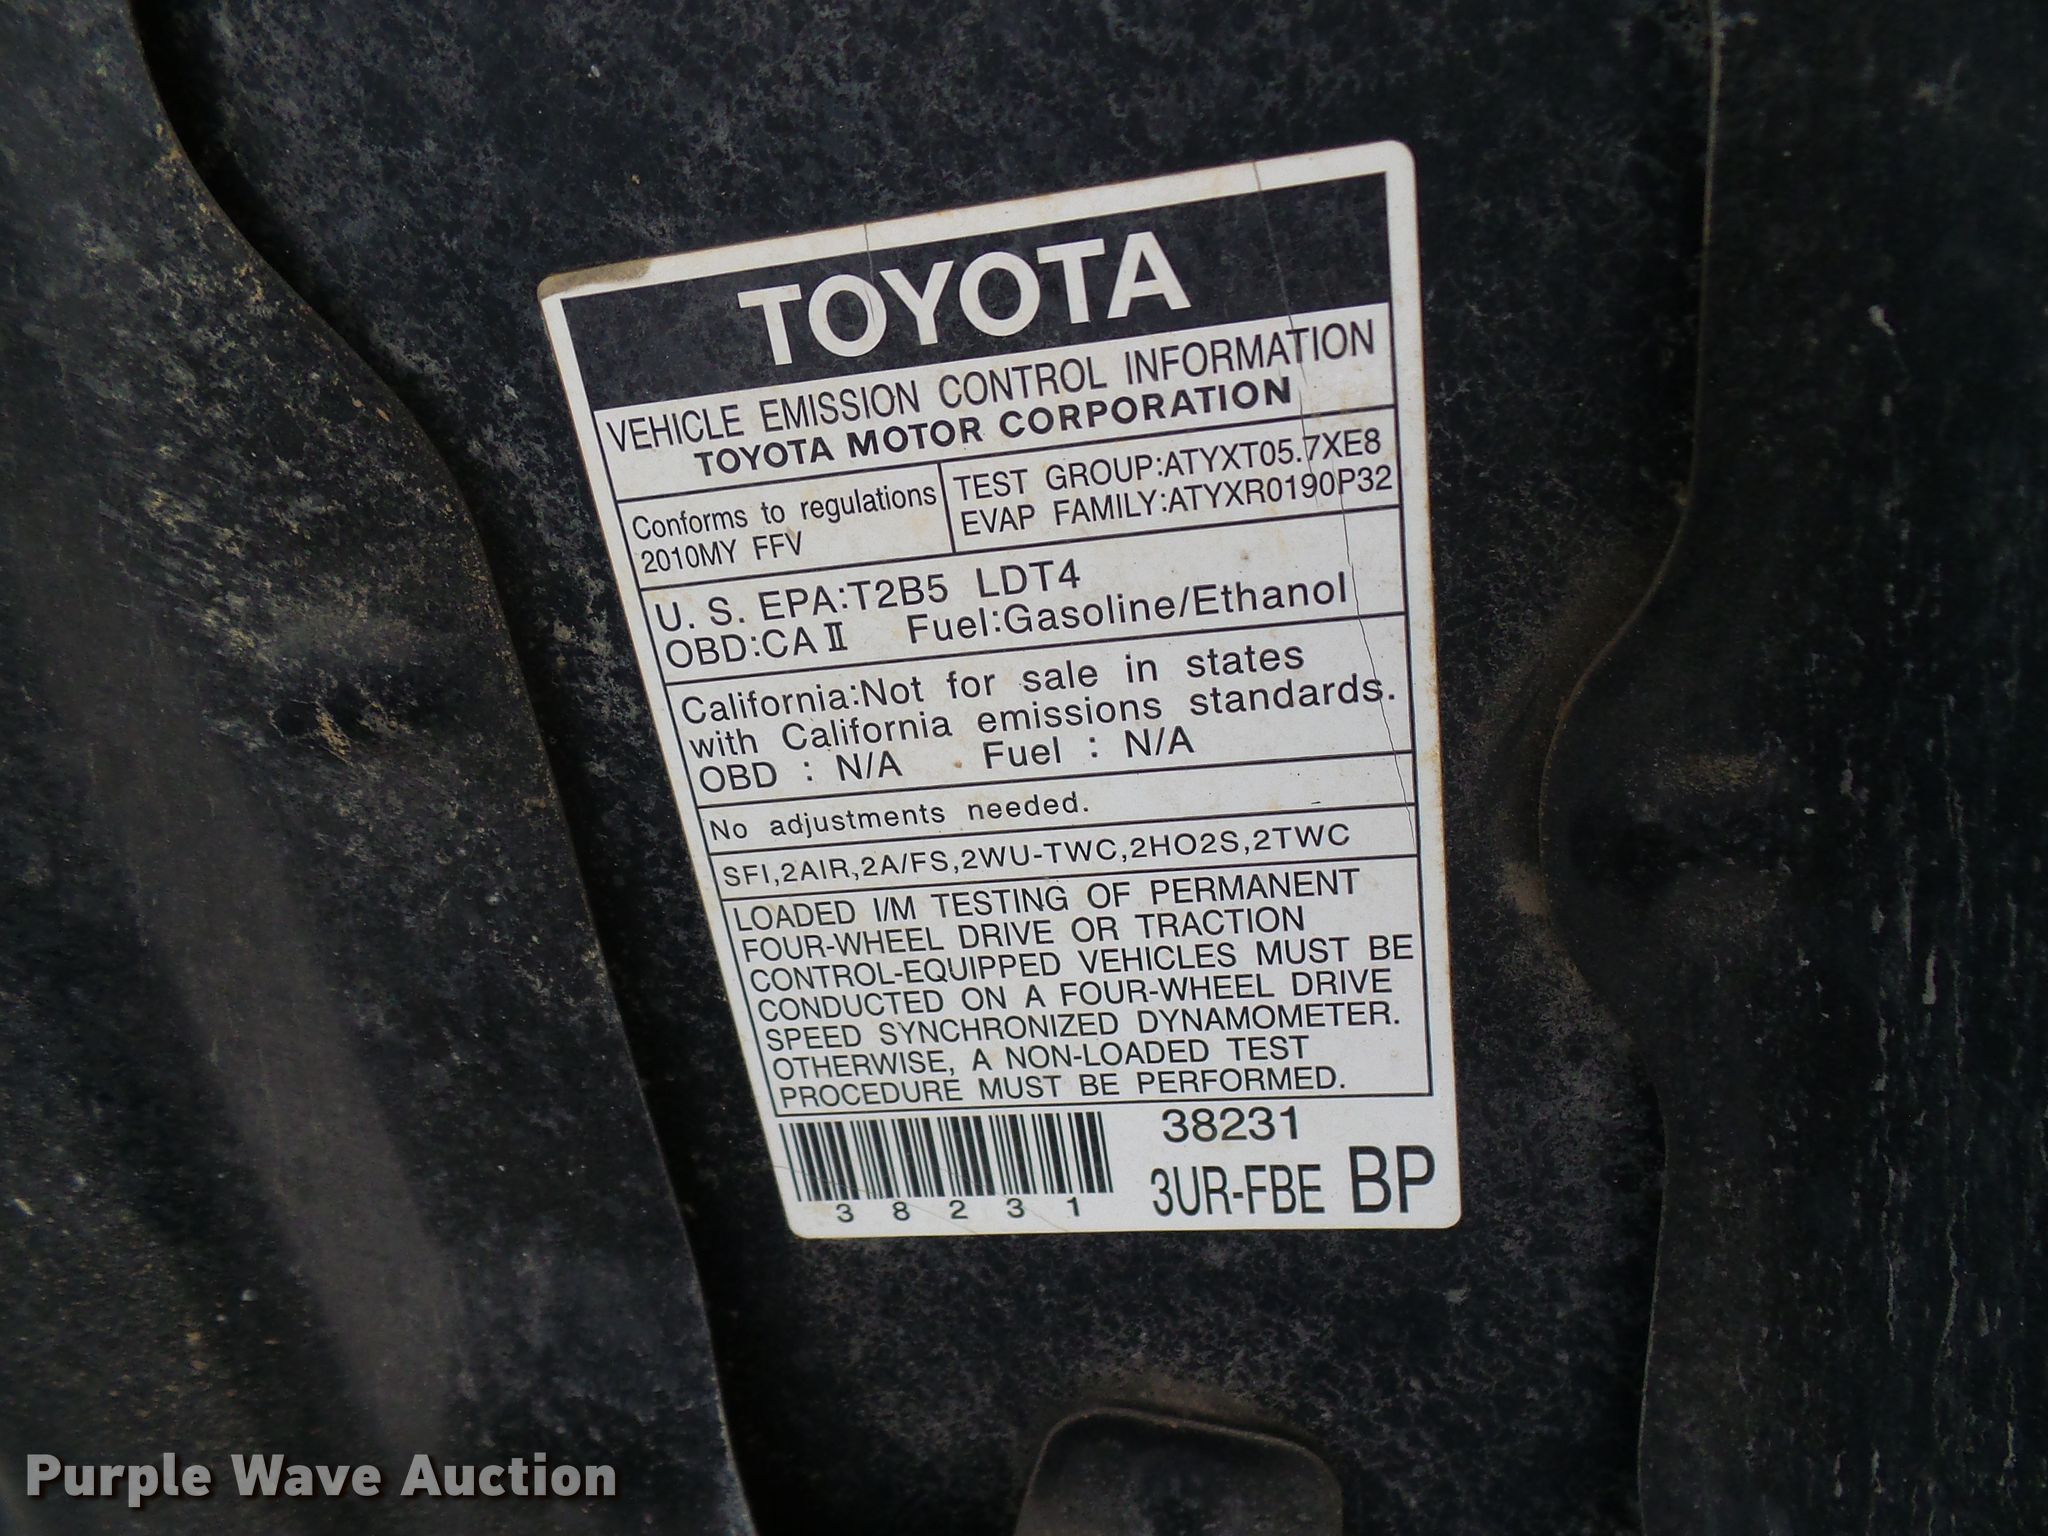 TOYOTA
VEHICLE EMISSION CONTROL INFORMATION
TOYOTA MOTOR CORPORATION
Conforms to regulations
2010MY FFV
TEST GROUP:ATYXT05.7XE8
EVAP FAMILY:ATYXR0190P32
U. S. EPA:T2B5 LDT4
OBD:CAⅡ Fuel:Gasoline/Ethanol
California:Not for sale in states
with California emissions standards.
OBD : N/A Fuel : N/A
No adjustments needed.
SFI,2AIR,2A/FS,2WU-TWC,2HO2S,2TWC
LOADED I/M TESTING OF PERMANENT
FOUR-WHEEL DRIVE OR TRACTION
CONTROL-EQUIPPED VEHICLES MUST BE
CONDUCTED ON A FOUR-WHEEL DRIVE
SPEED SYNCHRONIZED DYNAMOMETER.
OTHERWISE, A NON-LOADED TEST
PROCEDURE MUST BE PERFORMED.
38231
3 8 2 3 1
3UR-FBE BP
Purple Wave Auction